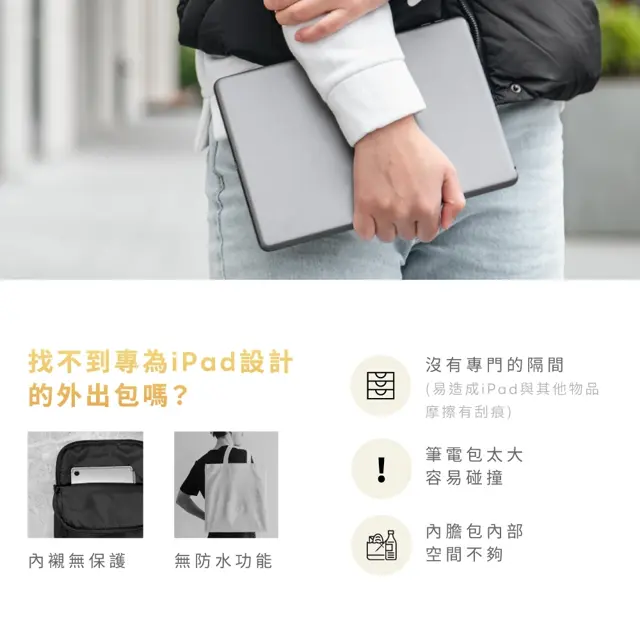 找不到專為iPad設計
的外出包嗎?
內襯無保護
無防水功能
沒有專門的隔間
(易造成iPad與其他物品
摩擦有刮痕)
筆電包太大
容易碰撞
內膽包內部
空間不夠